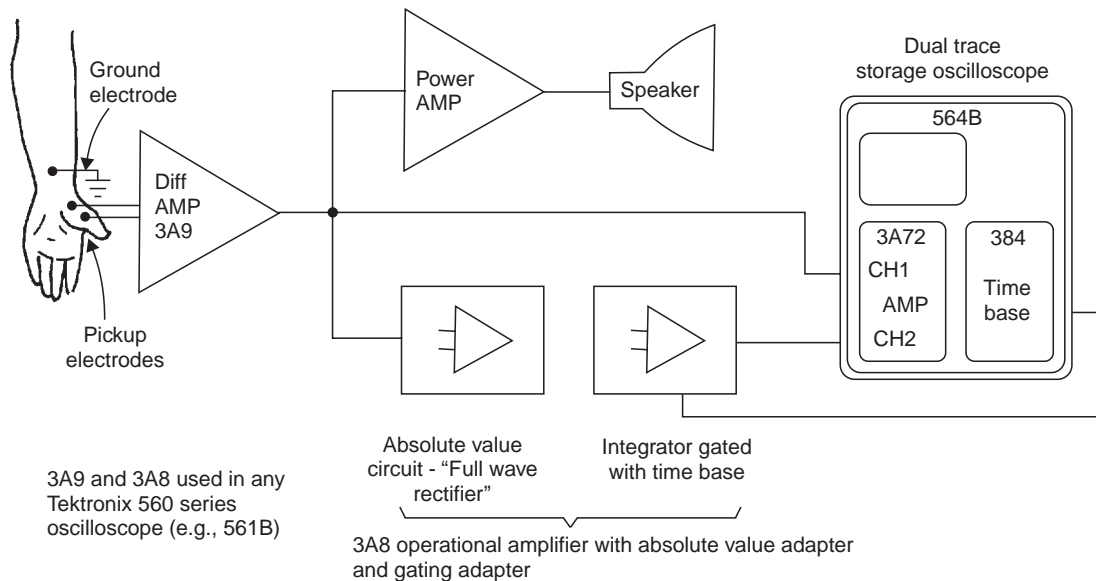 Ground
electrode
Diff
AMP
3A9
Pickup
electrodes
Power
AMP
Speaker
Dual trace
storage oscilloscope
564B
3A72
CH1
AMP
CH2
384
Time
base
Absolute value
circuit - “Full wave
rectifier”
Integrator gated
with time base
3A9 and 3A8 used in any
Tektronix 560 series
oscilloscope (e.g., 561B)
3A8 operational amplifier with absolute value adapter
and gating adapter